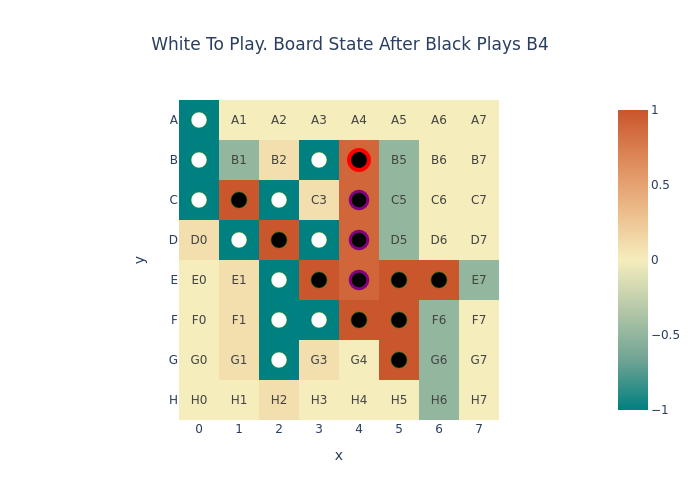 White To Play. Board State After Black Plays B4
A A1 A2 A3 A4 A5 A6 A7
B B1 B2 B5 B6 B7
C C3 C5 C6 C7
D D0 D5 D6 D7
E E0 E1 E7
F F0 F1 F6 F7
G G0 G1 G3 G4 G6 G7
H H0 H1 H2 H3 H4 H5 H6 H7
0 1 2 3 4 5 6 7
x
y
1
0.5
0
−0.5
−1